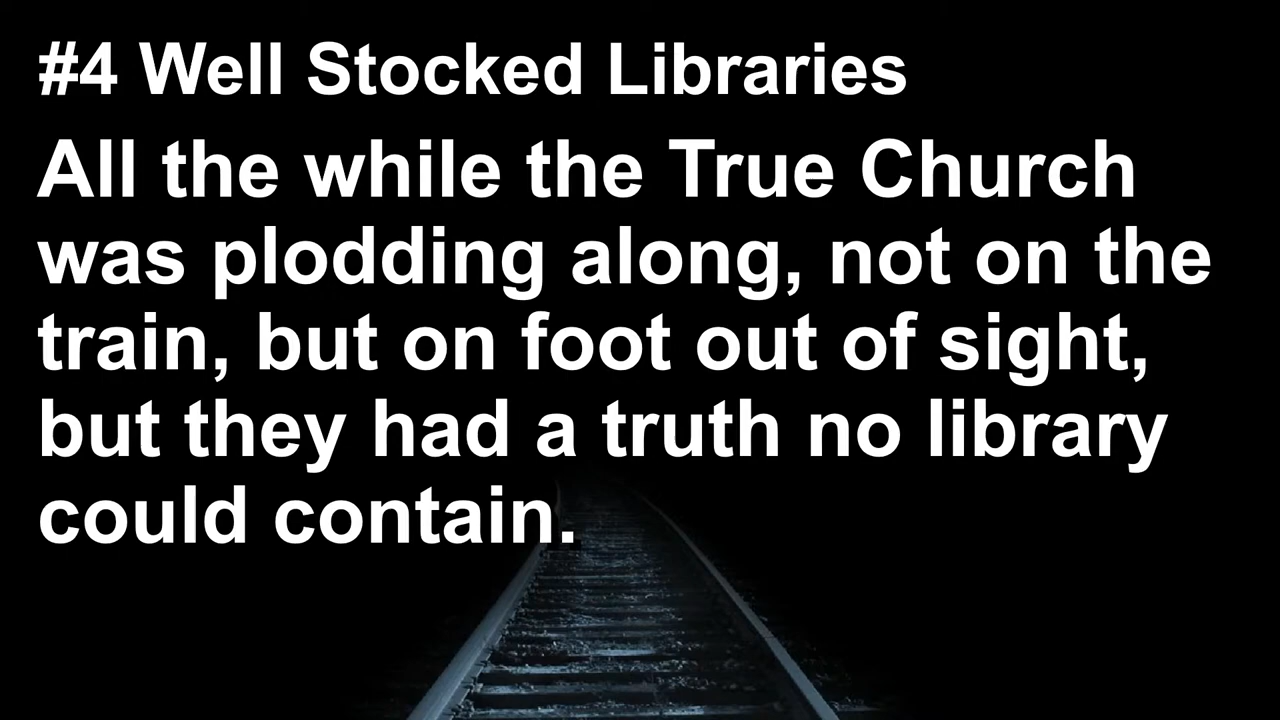 #4 Well Stocked Libraries
All the while the True Church
was plodding along, not on the
train, but on foot out of sight,
but they had a truth no library
could contain.